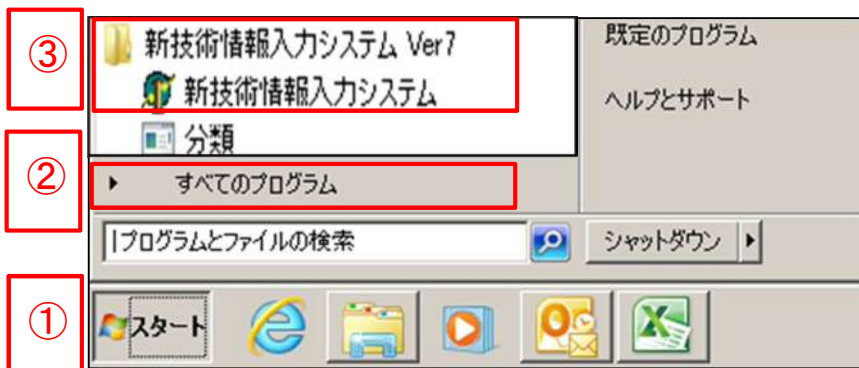 ③
新技術情報入力システム Ver7
新技術情報入力システム
分類
既定のプログラム
ヘルプとサポート
②
すべてのプログラム
プログラムとファイルの検索
シャットダウン
①
スタート